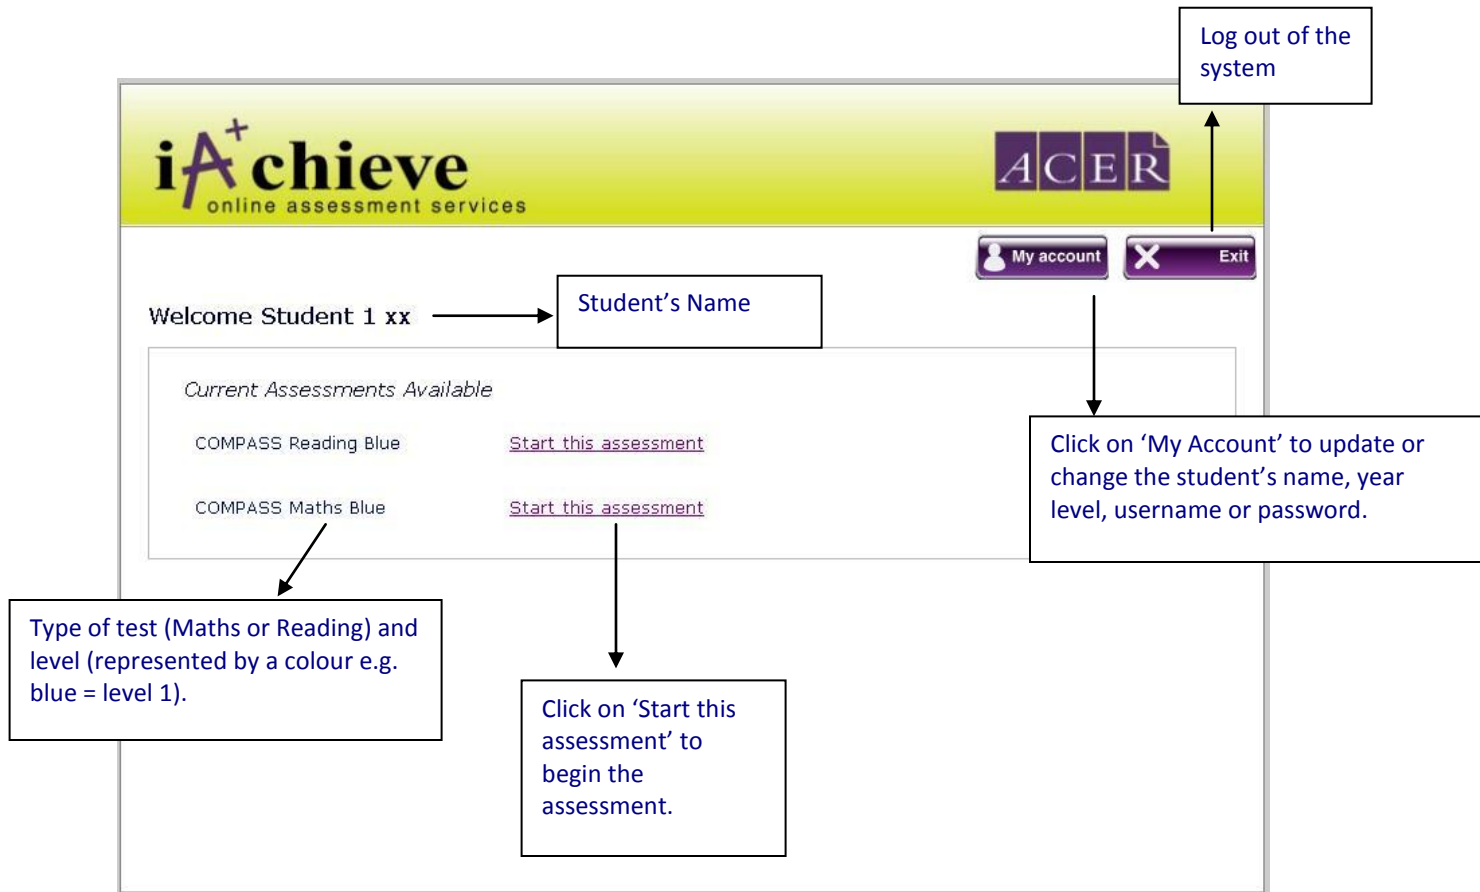 Log out of the
system
iA+chieve
online assessment services
ACER
My account
Exit
Welcome Student 1 xx
Student’s Name
Current Assessments Available
COMPASS Reading Blue
Start this assessment
COMPASS Maths Blue
Start this assessment
Click on ‘My Account’ to update or
change the student’s name, year
level, username or password.
Type of test (Maths or Reading) and
level (represented by a colour e.g.
blue = level 1).
Click on ‘Start this
assessment’ to
begin the
assessment.